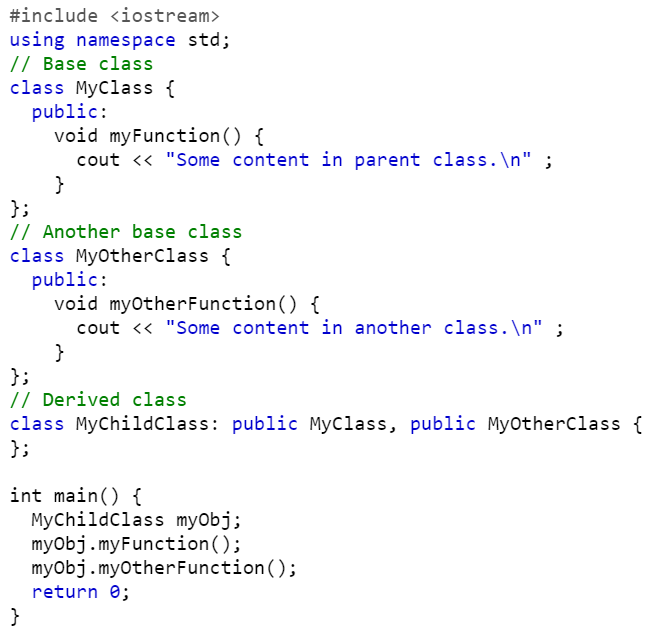 #include <iostream>
using namespace std;
// Base class
class MyClass {
  public:
    void myFunction() {
      cout << "Some content in parent class.\n" ;
    }
};
// Another base class
class MyOtherClass {
  public:
    void myOtherFunction() {
      cout << "Some content in another class.\n" ;
    }
};
// Derived class
class MyChildClass: public MyClass, public MyOtherClass {
};

int main() {
  MyChildClass myObj;
  myObj.myFunction();
  myObj.myOtherFunction();
  return 0;
}